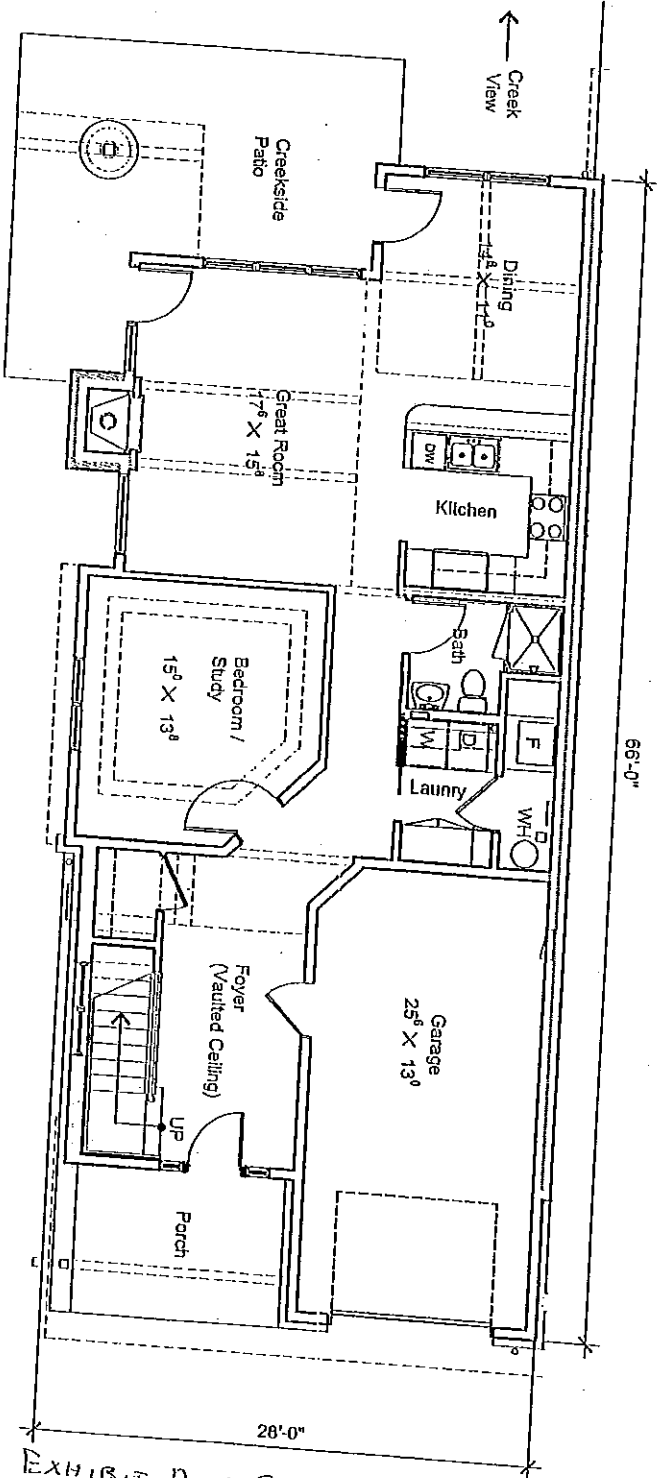 Creek
View
Creekside
Patio
Dining
Great Room
17⁶ X 15⁸
DW
Kitchen
66'-0"
Bath
Bedroom /
Study
15⁰ X 13⁸
W
D
F
Laundry
WH
Foyer
(Vaulted Ceiling)
Garage
25⁶ X 13⁰
UP
Porch
28'-0"
EXHIBIT